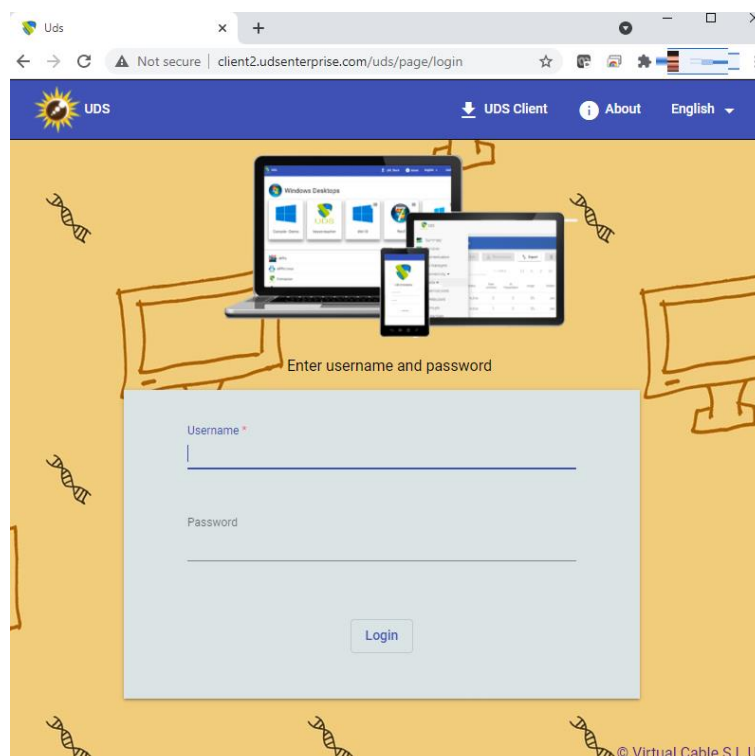 Uds
Not secure | client2.udsenterprise.com/uds/page/login
UDS
UDS Client
About
English
Windows Desktops
Enter username and password
Username *
Password
Login
© Virtual Cable S.L.U